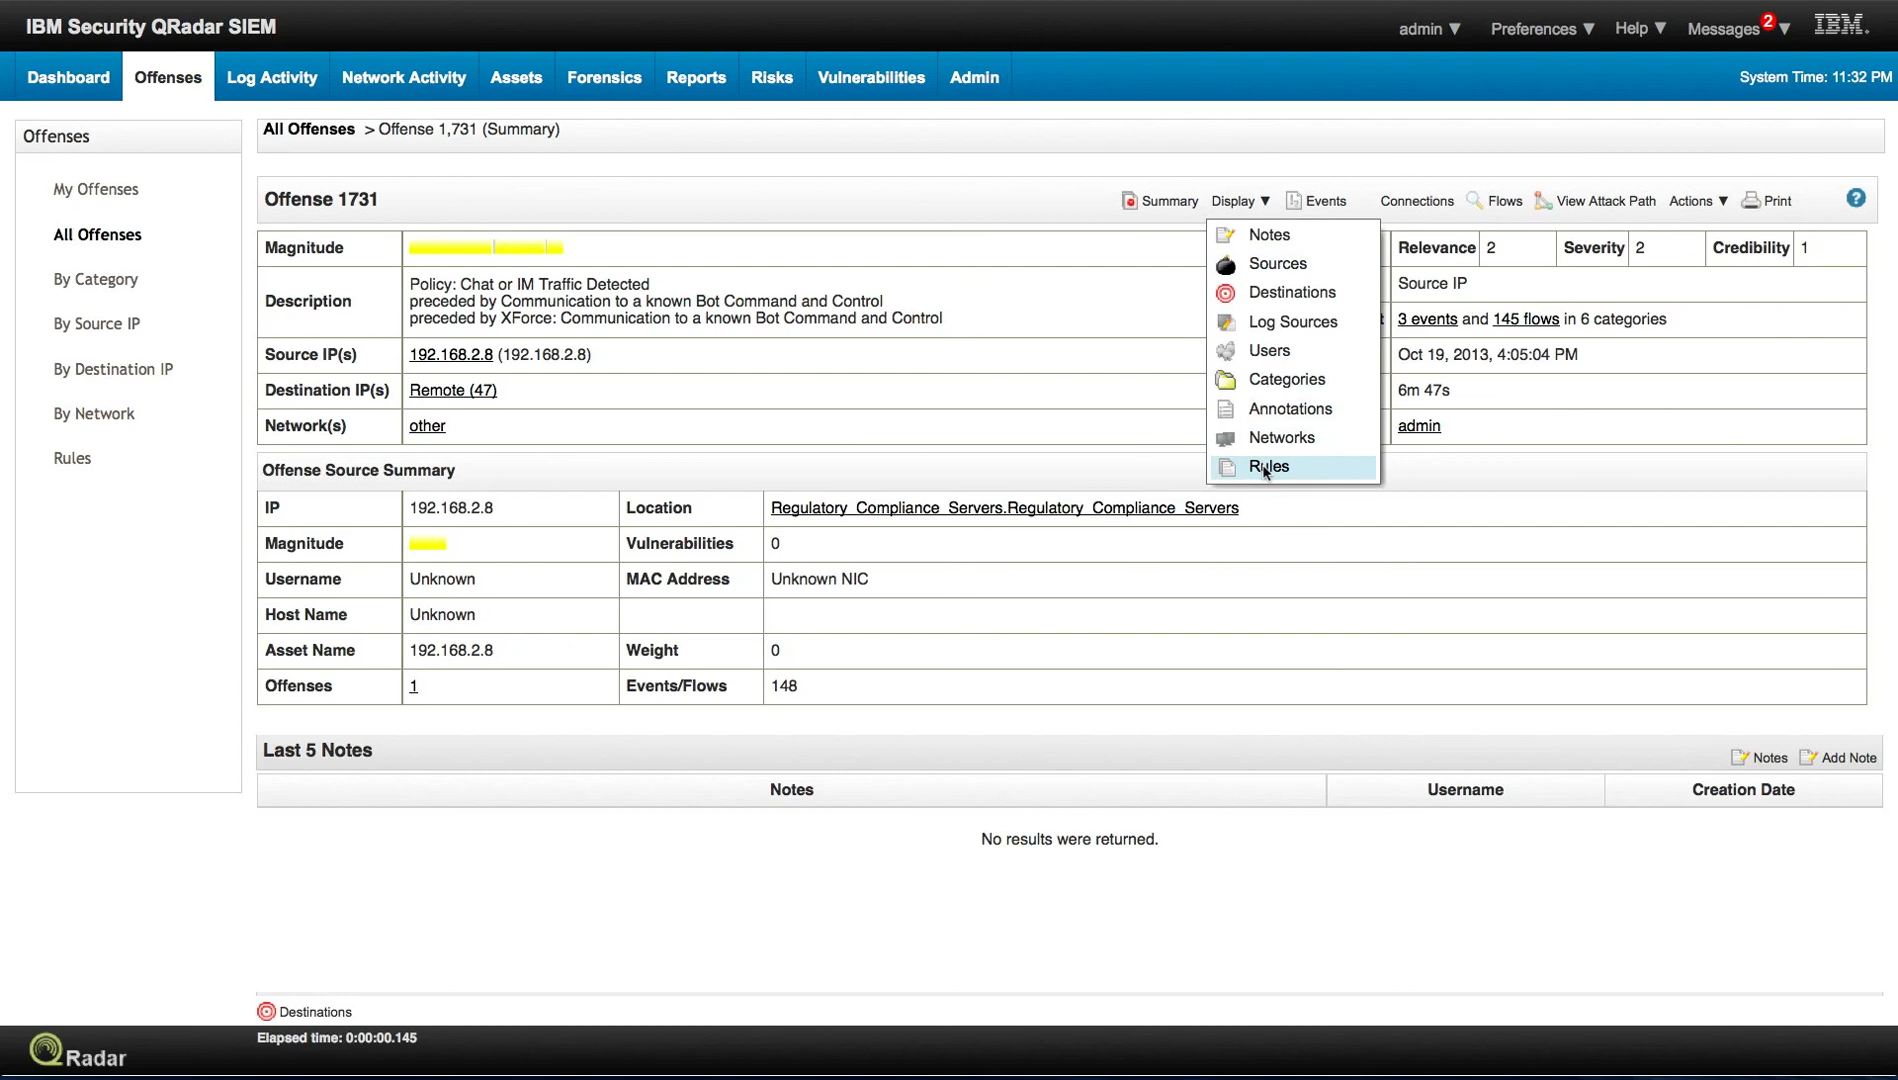 IBM Security QRadar SIEM
admin ▼ Preferences ▼ Help ▼ Messages 2 ▼ IBM.
Dashboard Offenses Log Activity Network Activity Assets Forensics Reports Risks Vulnerabilities Admin System Time: 11:32 PM
Offenses
My Offenses
All Offenses
By Category
By Source IP
By Destination IP
By Network
Rules
All Offenses > Offense 1,731 (Summary)
Offense 1731 Summary Display ▼ Events Connections Flows View Attack Path Actions ▼ Print ?
Notes
Sources
Destinations
Log Sources
Users
Categories
Annotations
Networks
Rules
Magnitude Relevance 2 Severity 2 Credibility 1
Description
Policy: Chat or IM Traffic Detected
preceded by Communication to a known Bot Command and Control
preceded by XForce: Communication to a known Bot Command and Control
Source IP
t 3 events and 145 flows in 6 categories
Source IP(s) 192.168.2.8 (192.168.2.8) Oct 19, 2013, 4:05:04 PM
Destination IP(s) Remote (47) 6m 47s
Network(s) other admin
Offense Source Summary
IP 192.168.2.8 Location Regulatory_Compliance_Servers.Regulatory_Compliance_Servers
Magnitude Vulnerabilities 0
Username Unknown MAC Address Unknown NIC
Host Name Unknown
Asset Name 192.168.2.8 Weight 0
Offenses 1 Events/Flows 148
Last 5 Notes Notes Add Note
Notes Username Creation Date
No results were returned.
Destinations
Elapsed time: 0:00:00.145
QRadar